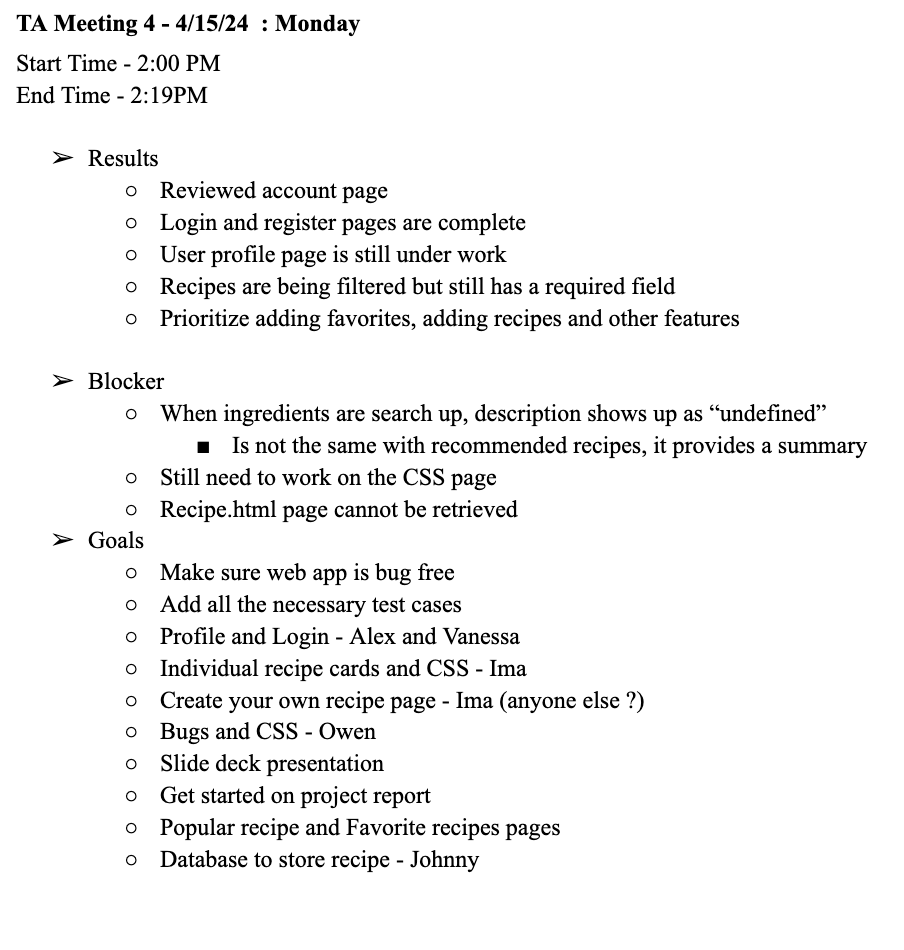 TA Meeting 4 - 4/15/24  : Monday
Start Time - 2:00 PM
End Time - 2:19PM
➢ Results
○ Reviewed account page
○ Login and register pages are complete
○ User profile page is still under work
○ Recipes are being filtered but still has a required field
○ Prioritize adding favorites, adding recipes and other features
➢ Blocker
○ When ingredients are search up, description shows up as “undefined”
■ Is not the same with recommended recipes, it provides a summary
○ Still need to work on the CSS page
○ Recipe.html page cannot be retrieved
➢ Goals
○ Make sure web app is bug free
○ Add all the necessary test cases
○ Profile and Login - Alex and Vanessa
○ Individual recipe cards and CSS - Ima
○ Create your own recipe page - Ima (anyone else ?)
○ Bugs and CSS - Owen
○ Slide deck presentation
○ Get started on project report
○ Popular recipe and Favorite recipes pages
○ Database to store recipe - Johnny